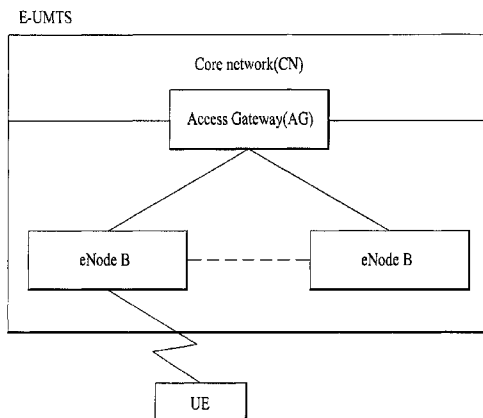 E-UMTS
Core network(CN)
Access Gateway(AG)
eNode B
eNode B
UE